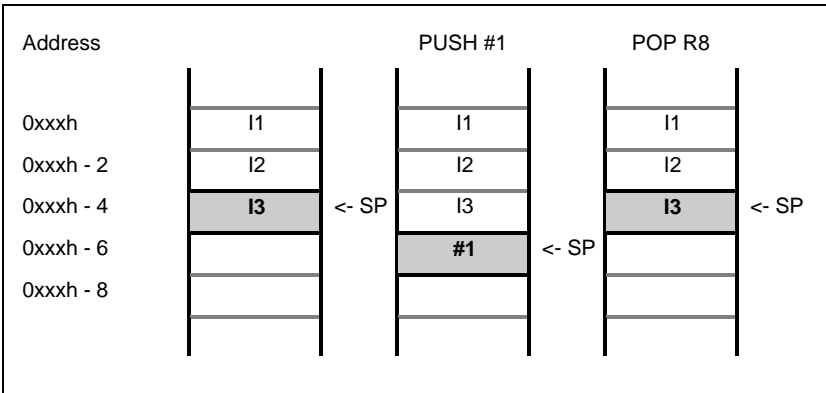 Address PUSH #1 POP R8
0xxxh I1 I1 I1
0xxxh - 2 I2 I2 I2
0xxxh - 4 I3 <- SP I3 I3 <- SP
0xxxh - 6 #1 <- SP
0xxxh - 8